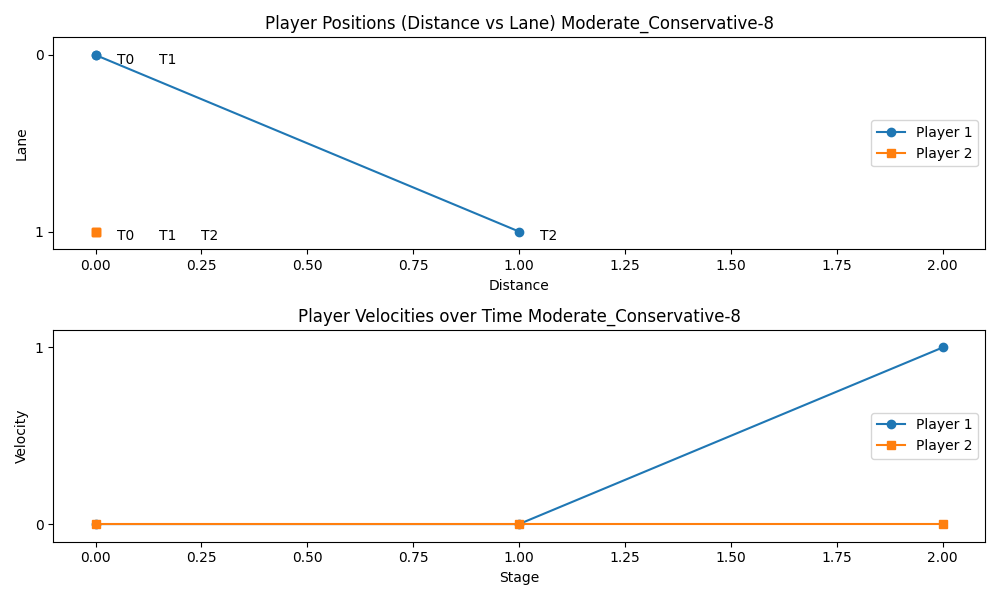 Player Positions (Distance vs Lane) Moderate_Conservative-8
0
T0 T1
Lane
Player 1
Player 2
1
T0 T1 T2
T2
0.00 0.25 0.50 0.75 1.00 1.25 1.50 1.75 2.00
Distance
Player Velocities over Time Moderate_Conservative-8
1
Velocity
Player 1
Player 2
0
0.00 0.25 0.50 0.75 1.00 1.25 1.50 1.75 2.00
Stage